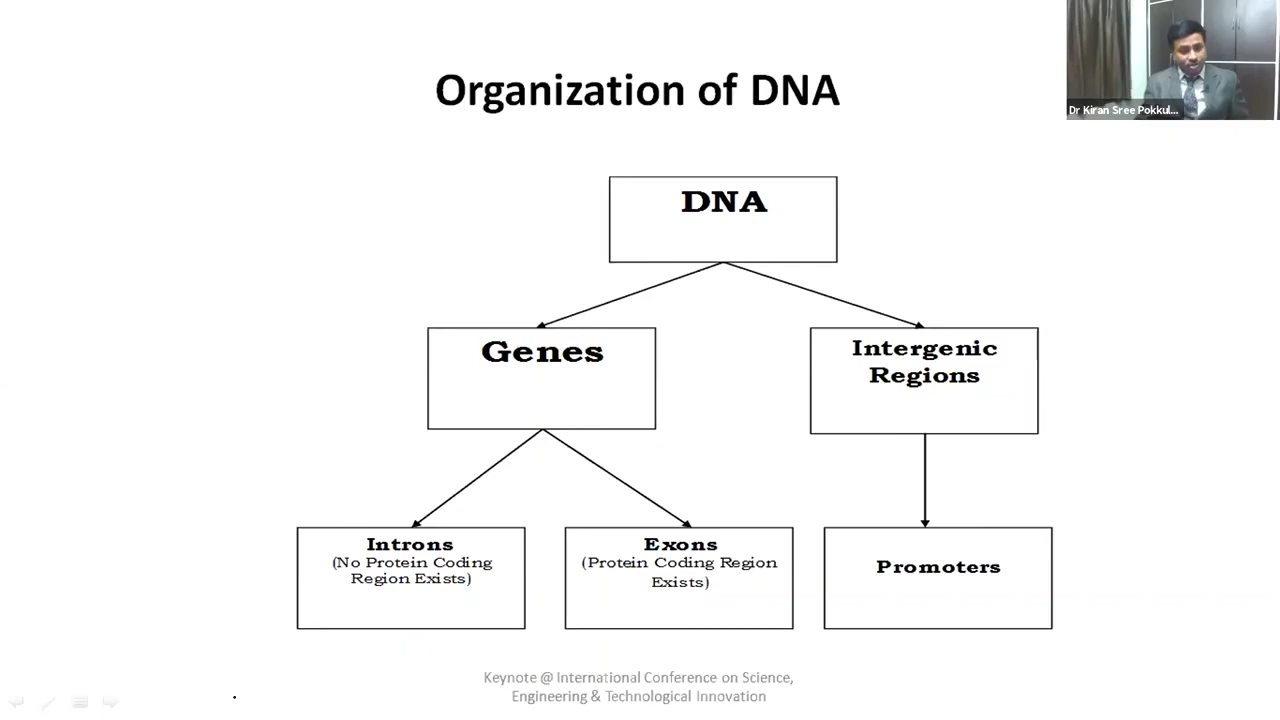 Organization of DNA
Dr Kiran Sree Pokkul...
DNA
Genes
Intergenic
Regions
Introns
(No Protein Coding
Region Exists)
Exons
(Protein Coding Region
Exists)
Promoters
Keynote @ International Conference on Science,
Engineering & Technological Innovation